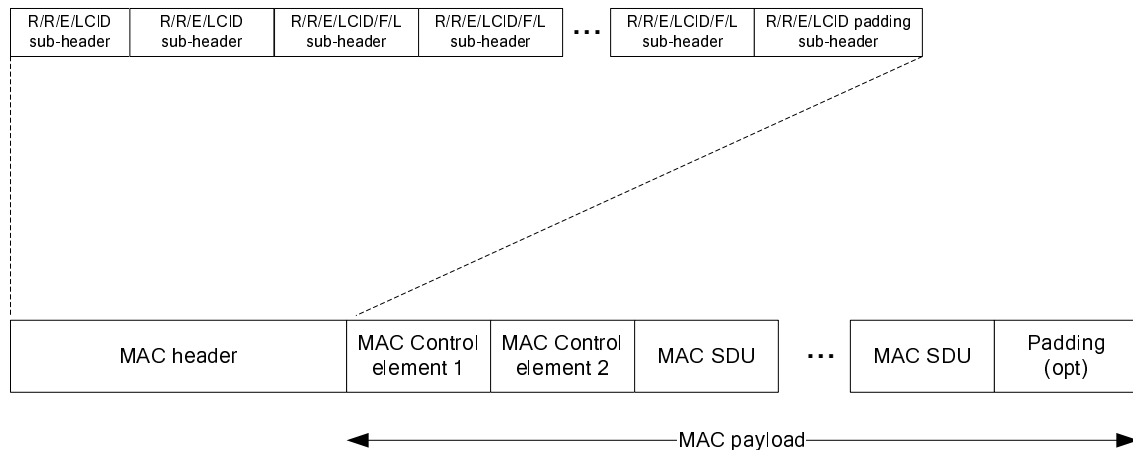 R/R/E/LCID
sub-header
R/R/E/LCID
sub-header
R/R/E/LCID/F/L
sub-header
R/R/E/LCID/F/L
sub-header
...
R/R/E/LCID/F/L
sub-header
R/R/E/LCID padding
sub-header
MAC header
MAC Control
element 1
MAC Control
element 2
MAC SDU
...
MAC SDU
Padding
(opt)
MAC payload